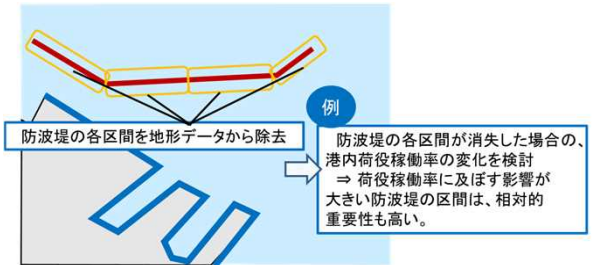 例
防波堤の各区間を地形データから除去
防波堤の各区間が消失した場合の、
港内荷役稼働率の変化を検討
⇒ 荷役稼働率に及ぼす影響が
大きい防波堤の区間は、相対的
重要性も高い。